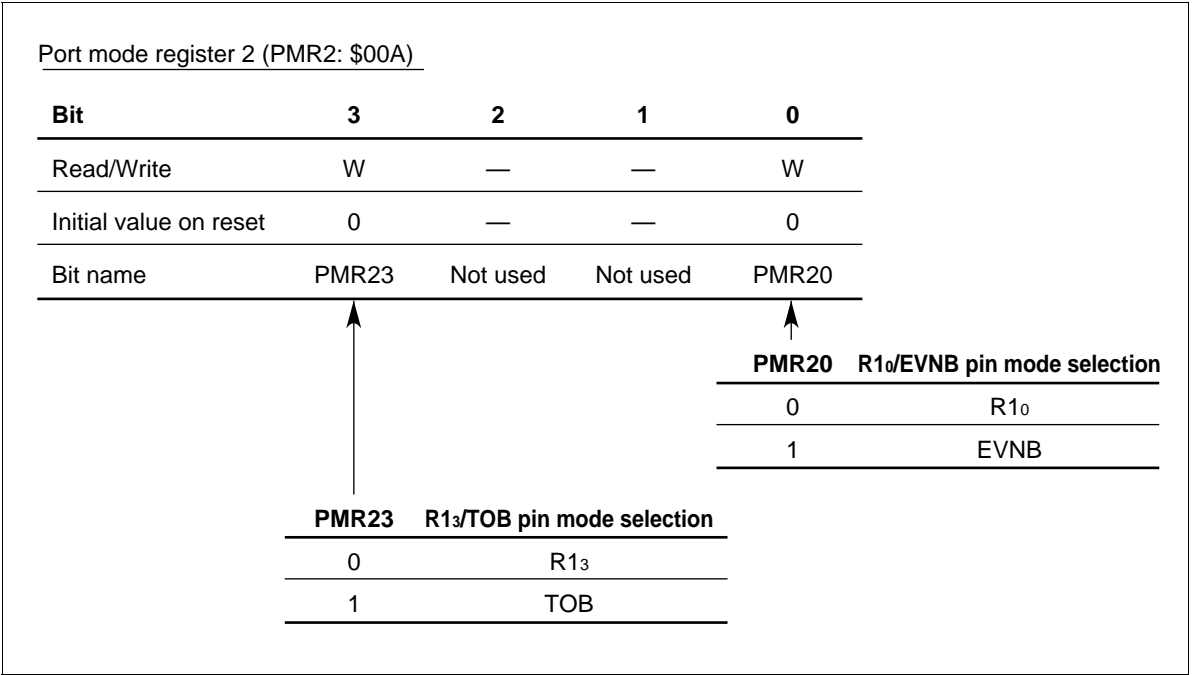 Port mode register 2 (PMR2: $00A)
Bit 3 2 1 0
Read/Write W — — W
Initial value on reset 0 — — 0
Bit name PMR23 Not used Not used PMR20
PMR20 R1₀/EVNB pin mode selection
0 R1₀
1 EVNB
PMR23 R1₃/TOB pin mode selection
0 R1₃
1 TOB